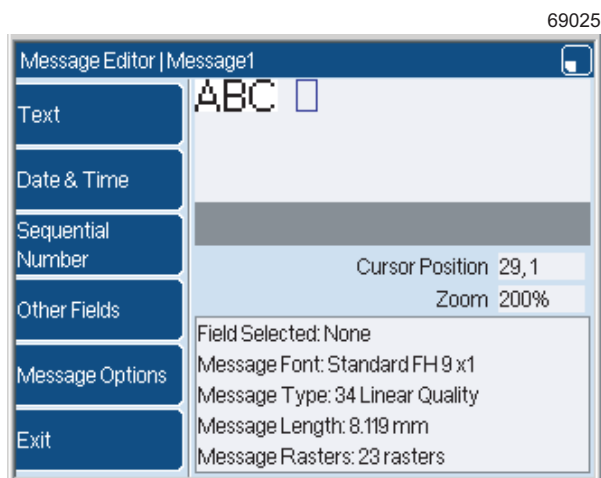 69025
Message Editor | Message1
Text
Date & Time
Sequential
Number
Other Fields
Message Options
Exit
ABC
Cursor Position 29,1
Zoom 200%
Field Selected: None
Message Font: Standard FH 9 x1
Message Type: 34 Linear Quality
Message Length: 8.119 mm
Message Rasters: 23 rasters